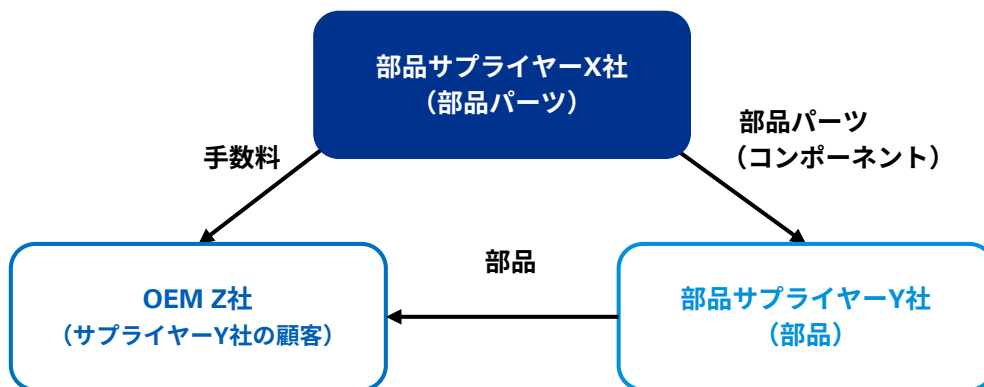 部品サプライヤーX社
（部品パーツ）
手数料
部品パーツ
（コンポーネント）
部品
OEM Z社
（サプライヤーY社の顧客）
部品サプライヤーY社
（部品）